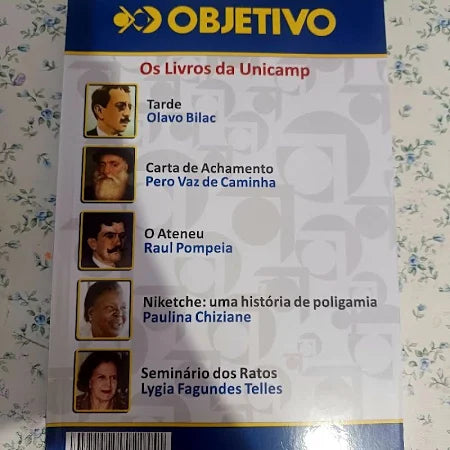 OBJETIVO
Os Livros da Unicamp
Tarde
Olavo Bilac
Carta de Achamento
Pero Vaz de Caminha
O Ateneu
Raul Pompeia
Niketche: uma história de poligamia
Paulina Chiziane
Seminário dos Ratos
Lygia Fagundes Telles